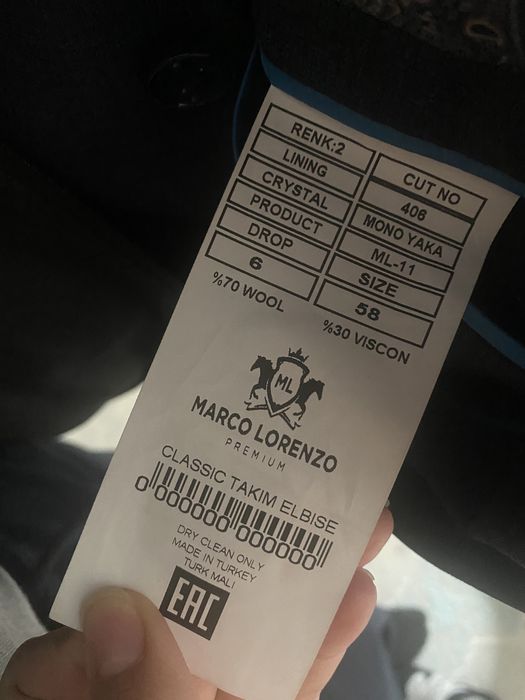 RENK:2 CUT NO
LINING 406
CRYSTAL MONO YAKA
PRODUCT ML-11
DROP SIZE
6 58
%70 WOOL %30 VISCON
ML
MARCO LORENZO
PREMIUM
CLASSIC TAKIM ELBISE
0 000000 000000
DRY CLEAN ONLY
MADE IN TURKEY
TURK MALI
EAC